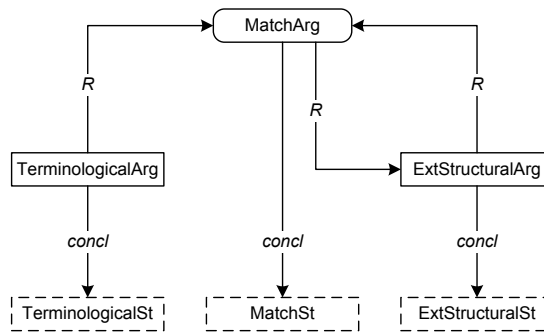 MatchArg
R
R
R
TerminologicalArg
ExtStructuralArg
concl
concl
concl
TerminologicalSt
MatchSt
ExtStructuralSt